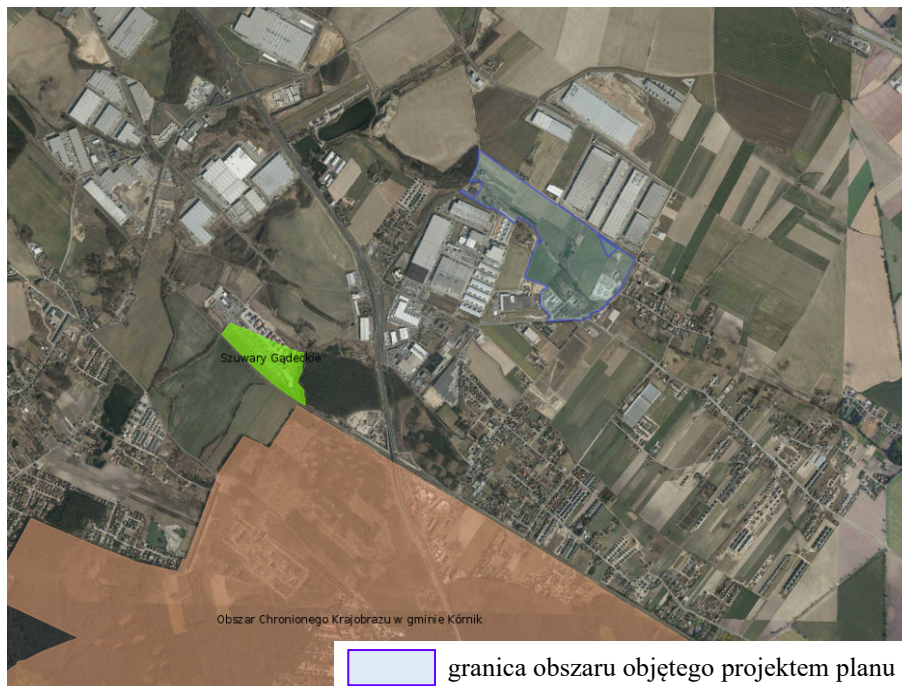 Szuwary Gądeckie
Obszar Chronionego Krajobrazu w gminie Kórnik
granica obszaru objętego projektem planu